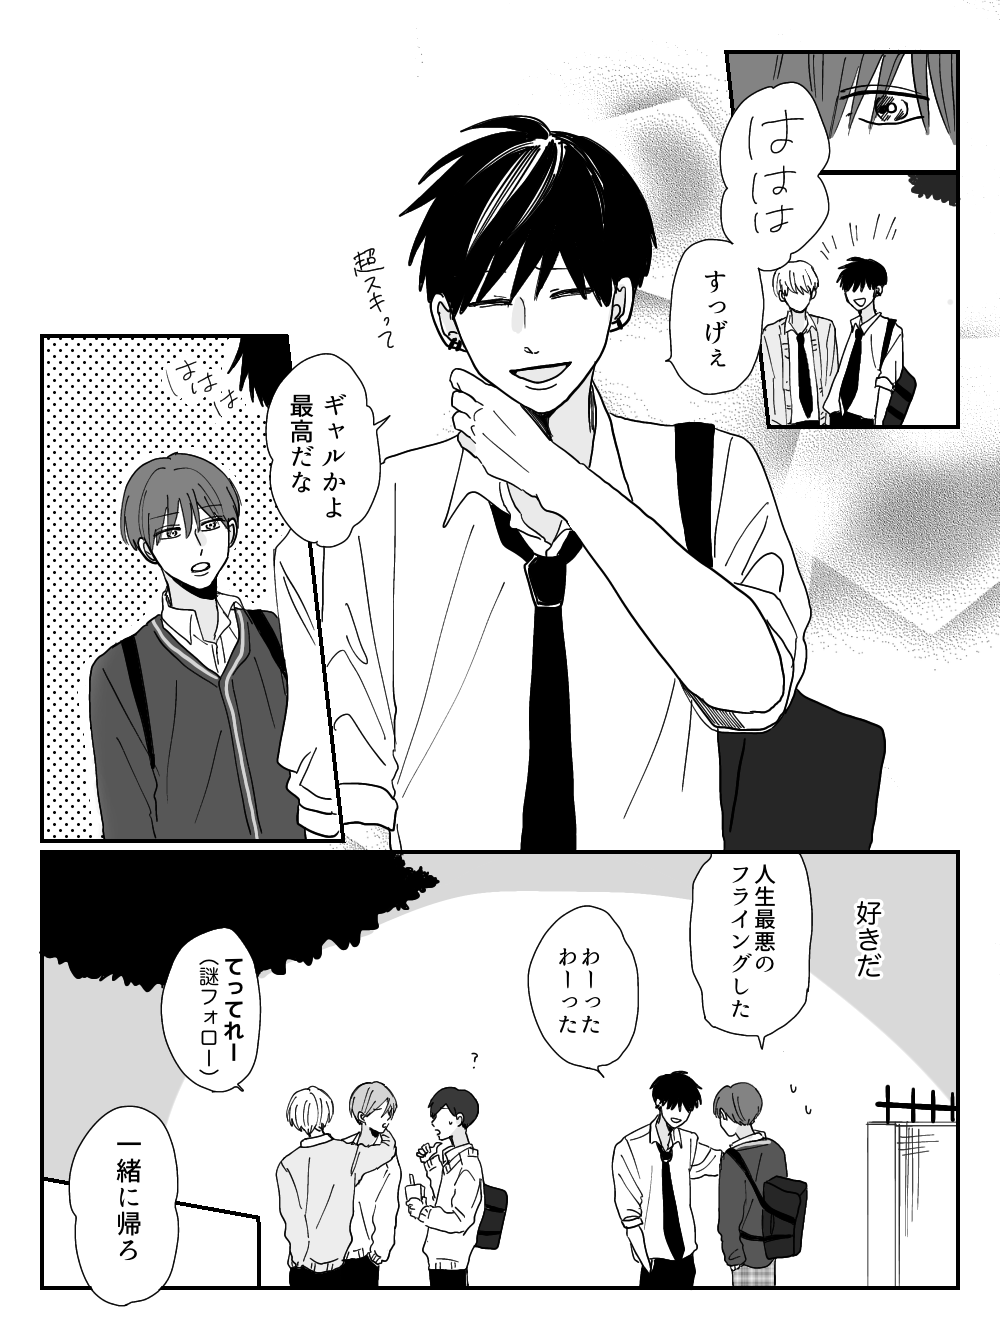 ははは
すっげぇ
超スキって
ギャルかよ
最高だな
ははは
好きだ
人生最悪の
フライングした
わーった
わーった
?
てってれー
(謎フォロー)
一緒に帰ろ